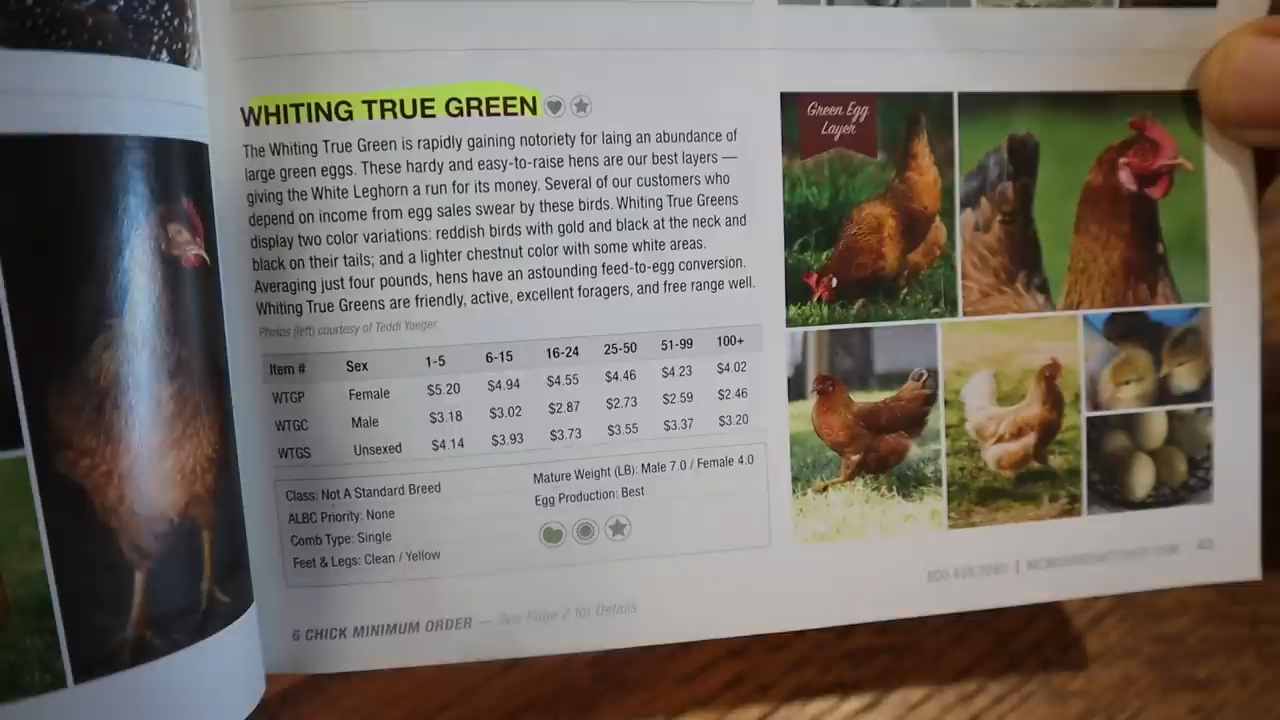 WHITING TRUE GREEN
The Whiting True Green is rapidly gaining notoriety for laing an abundance of
large green eggs. These hardy and easy-to-raise hens are our best layers —
giving the White Leghorn a run for its money. Several of our customers who
depend on income from egg sales swear by these birds. Whiting True Greens
display two color variations: reddish birds with gold and black at the neck and
black on their tails; and a lighter chestnut color with some white areas.
Averaging just four pounds, hens have an astounding feed-to-egg conversion.
Whiting True Greens are friendly, active, excellent foragers, and free range well.
Photos (left) courtesy of Teddi Yaeger
Item # Sex 1-5 6-15 16-24 25-50 51-99 100+
WTGP Female $5.20 $4.94 $4.55 $4.46 $4.23 $4.02
WTGC Male $3.18 $3.02 $2.87 $2.73 $2.59 $2.46
WTGS Unsexed $4.14 $3.93 $3.73 $3.55 $3.37 $3.20
Class: Not A Standard Breed
ALBC Priority: None
Comb Type: Single
Feet & Legs: Clean / Yellow
Mature Weight (LB): Male 7.0 / Female 4.0
Egg Production: Best
6 CHICK MINIMUM ORDER — See Page 2 for Details
Green Egg
Layer